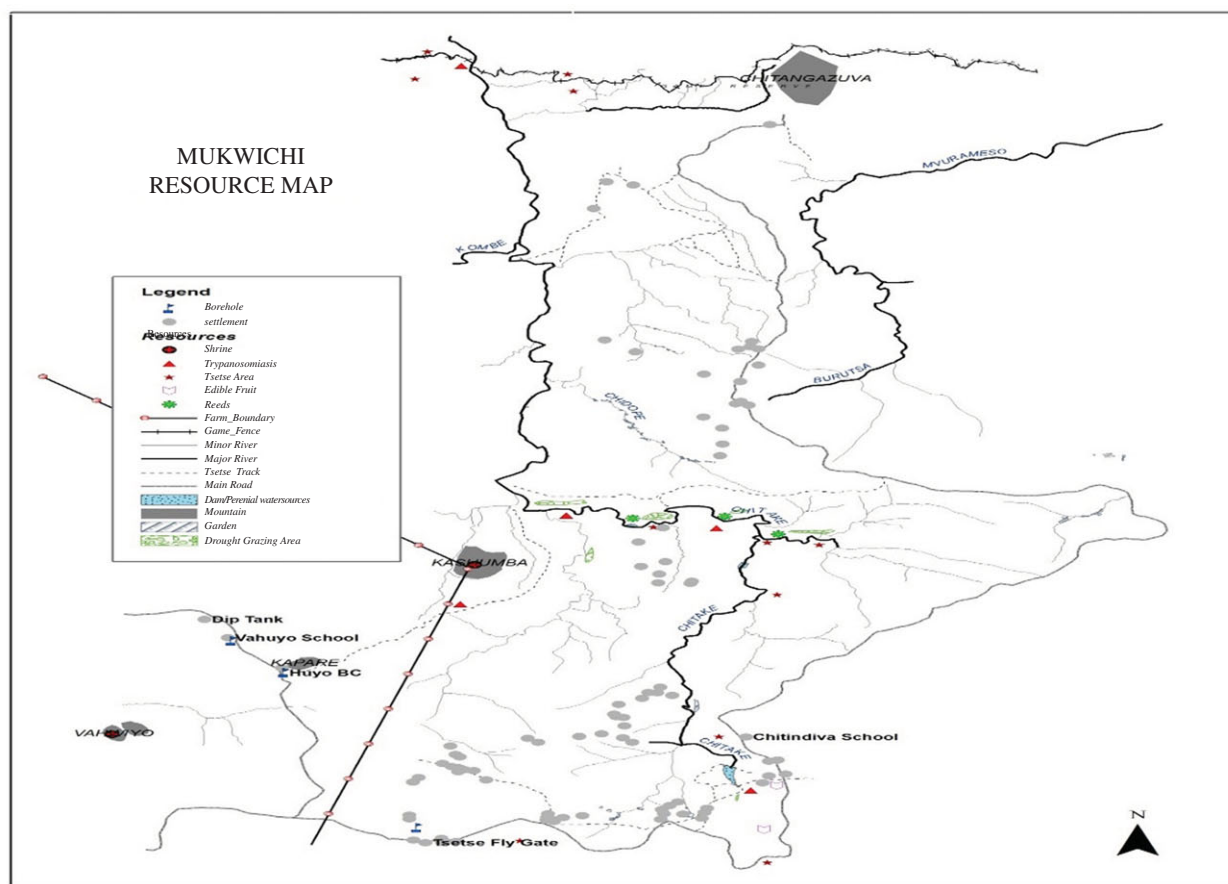 CHITANGAZUVA
RESERVE
MUKWICHI
RESOURCE MAP
MVURAMESO
KOMBE
Legend
Borehole
settlement
Resources
Resources
Shrine
Trypanosomiasis
Tsetse Area
Edible Fruit
Reeds
Farm_Boundary
Game_Fence
Minor River
Major River
Tsetse Track
Main Road
Dam/Perenial watersources
Mountain
Garden
Drought Grazing Area
BURUTSA
CHIDOPE
CHITAKE
KASHUMBA
CHITAKE
Dip Tank
Vahuyo School
KAPARE
Huyo BC
Chitindiva School
CHITAKE
Tsetse Fly Gate
N